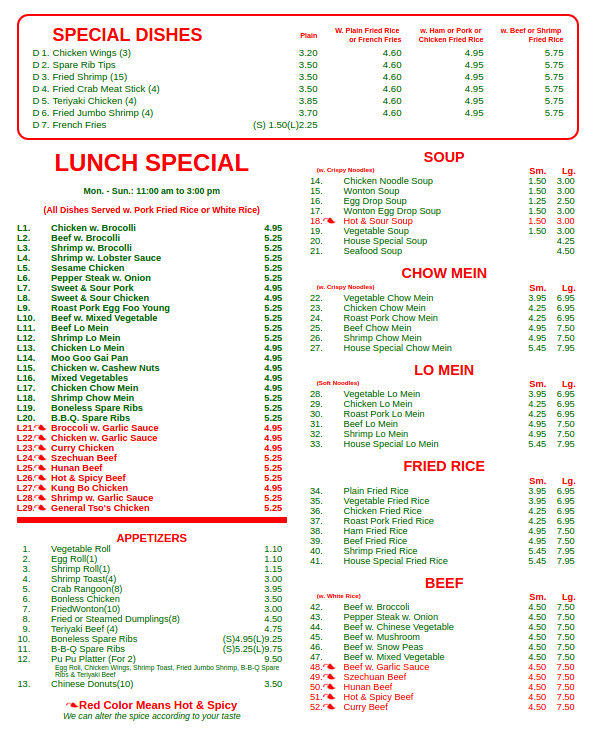 SPECIAL DISHES Plain W. Plain Fried Rice or French Fries w, Ham or Pork or Chicken Fried Rice w. Beef or Shrimp Fried Rice
D 1. Chicken Wings (3) 3.20 4.60 4.95 5.75
D 2. Spare Rib Tips 3.50 4.60 4.95 5.75
D 3. Fried Shrimp (15) 3.50 4.60 4.95 5.75
D 4. Fried Crab Meat Stick (4) 3.50 4.60 4.95 5.75
D 5. Teriyaki Chicken (4) 3.85 4.60 4.95 5.75
D 6. Fried Jumbo Shrimp (4) 3.70 4.60 4.95 5.75
D 7. French Fries (S) 1.50(L)2.25
LUNCH SPECIAL
Mon. - Sun.: 11:00 am to 3:00 pm
(All Dishes Served w. Pork Fried Rice or White Rice)
L1. Chicken w. Brocolli 4.95
L2. Beef w. Brocolli 5.25
L3. Shrimp w. Brocolli 5.25
L4. Shrimp w. Lobster Sauce 5.25
L5. Sesame Chicken 5.25
L6. Pepper Steak w. Onion 5.25
L7. Sweet & Sour Pork 4.95
L8. Sweet & Sour Chicken 4.95
L9. Roast Pork Egg Foo Young 5.25
L10. Beef w. Mixed Vegetable 5.25
L11. Beef Lo Mein 5.25
L12. Shrimp Lo Mein 5.25
L13. Chicken Lo Mein 4.95
L14. Moo Goo Gai Pan 4.95
L15. Chicken w. Cashew Nuts 4.95
L16. Mixed Vegetables 4.95
L17. Chicken Chow Mein 4.95
L18. Shrimp Chow Mein 5.25
L19. Boneless Spare Ribs 5.25
L20. B.B.Q. Spare Ribs 5.25
L21. Broccoli w. Garlic Sauce 4.95
L22. Chicken w. Garlic Sauce 4.95
L23. Curry Chicken 4.95
L24. Szechuan Beef 5.25
L25. Hunan Beef 5.25
L26. Hot & Spicy Beef 5.25
L27. Kung Bo Chicken 4.95
L28. Shrimp w. Garlic Sauce 5.25
L29. General Tso's Chicken 5.25
APPETIZERS
1. Vegetable Roll 1.10
2. Egg Roll(1) 1.10
3. Shrimp Roll(1) 1.15
4. Shrimp Toast(4) 3.00
5. Crab Rangoon(8) 3.95
6. Bonless Chicken 3.50
7. FriedWonton(10) 3.00
8. Fried or Steamed Dumplings(8) 4.50
9. Teriyaki Beef (4) 4.75
10. Boneless Spare Ribs (S)4.95(L)9.25
11. B-B-Q Spare Ribs (S)5.25(L)9.75
12. Pu Pu Platter (For 2) 9.50
Egg Roll, Chicken Wings, Shrimp Toast, Fried Jumbo Shrimp, B-B-Q Spare
Ribs & Teriyaki Beef
13. Chinese Donuts(10) 3.50
Red Color Means Hot & Spicy
We can alter the spice according to your taste
SOUP
(w. Crispy Noodles) Sm. Lg.
14. Chicken Noodle Soup 1.50 3.00
15. Wonton Soup 1.50 3.00
16. Egg Drop Soup 1.25 2.50
17. Wonton Egg Drop Soup 1.50 3.00
18. Hot & Sour Soup 1.50 3.00
19. Vegetable Soup 1.50 3.00
20. House Special Soup 4.25
21. Seafood Soup 4.50
CHOW MEIN
(w. Crispy Noodles) Sm. Lg.
22. Vegetable Chow Mein 3.95 6.95
23. Chicken Chow Mein 4.25 6.95
24. Roast Pork Chow Mein 4.25 6.95
25. Beef Chow Mein 4.95 7.50
26. Shrimp Chow Mein 4.95 7.50
27. House Special Chow Mein 5.45 7.95
LO MEIN
(Soft Noodles) Sm. Lg.
28. Vegetable Lo Mein 3.95 6.95
29. Chicken Lo Mein 4.25 6.95
30. Roast Pork Lo Mein 4.25 6.95
31. Beef Lo Mein 4.95 7.50
32. Shrimp Lo Mein 4.95 7.50
33. House Special Lo Mein 5.45 7.95
FRIED RICE
Sm. Lg.
34. Plain Fried Rice 3.95 6.95
35. Vegetable Fried Rice 3.95 6.95
36. Chicken Fried Rice 4.25 6.95
37. Roast Pork Fried Rice 4.25 6.95
38. Ham Fried Rice 4.95 7.50
39. Beef Fried Rice 4.95 7.50
40. Shrimp Fried Rice 5.45 7.95
41. House Special Fried Rice 5.45 7.95
BEEF
(w. White Rice) Sm. Lg.
42. Beef w. Broccoli 4.50 7.50
43. Pepper Steak w. Onion 4.50 7.50
44. Beef w. Chinese Vegetable 4.50 7.50
45. Beef w. Mushroom 4.50 7.50
46. Beef w. Snow Peas 4.50 7.50
47. Beef w. Mixed Vegetable 4.50 7.50
48. Beef w. Garlic Sauce 4.50 7.50
49. Szechuan Beef 4.50 7.50
50. Hunan Beef 4.50 7.50
51. Hot & Spicy Beef 4.50 7.50
52. Curry Beef 4.50 7.50